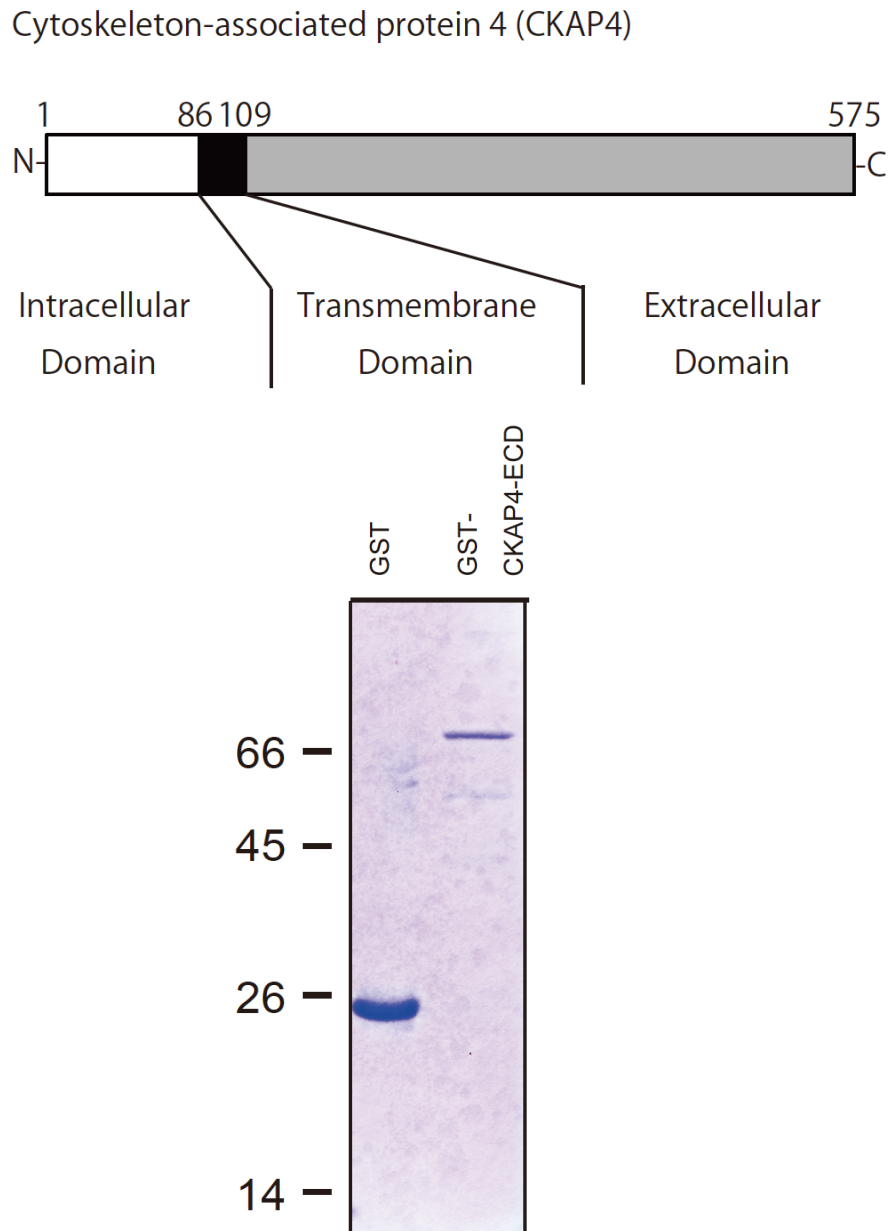 Cytoskeleton-associated protein 4 (CKAP4)
1 86 109 575
N- -C
Intracellular Transmembrane Extracellular
Domain Domain Domain
GST
GST-
CKAP4-ECD
66
45
26
14